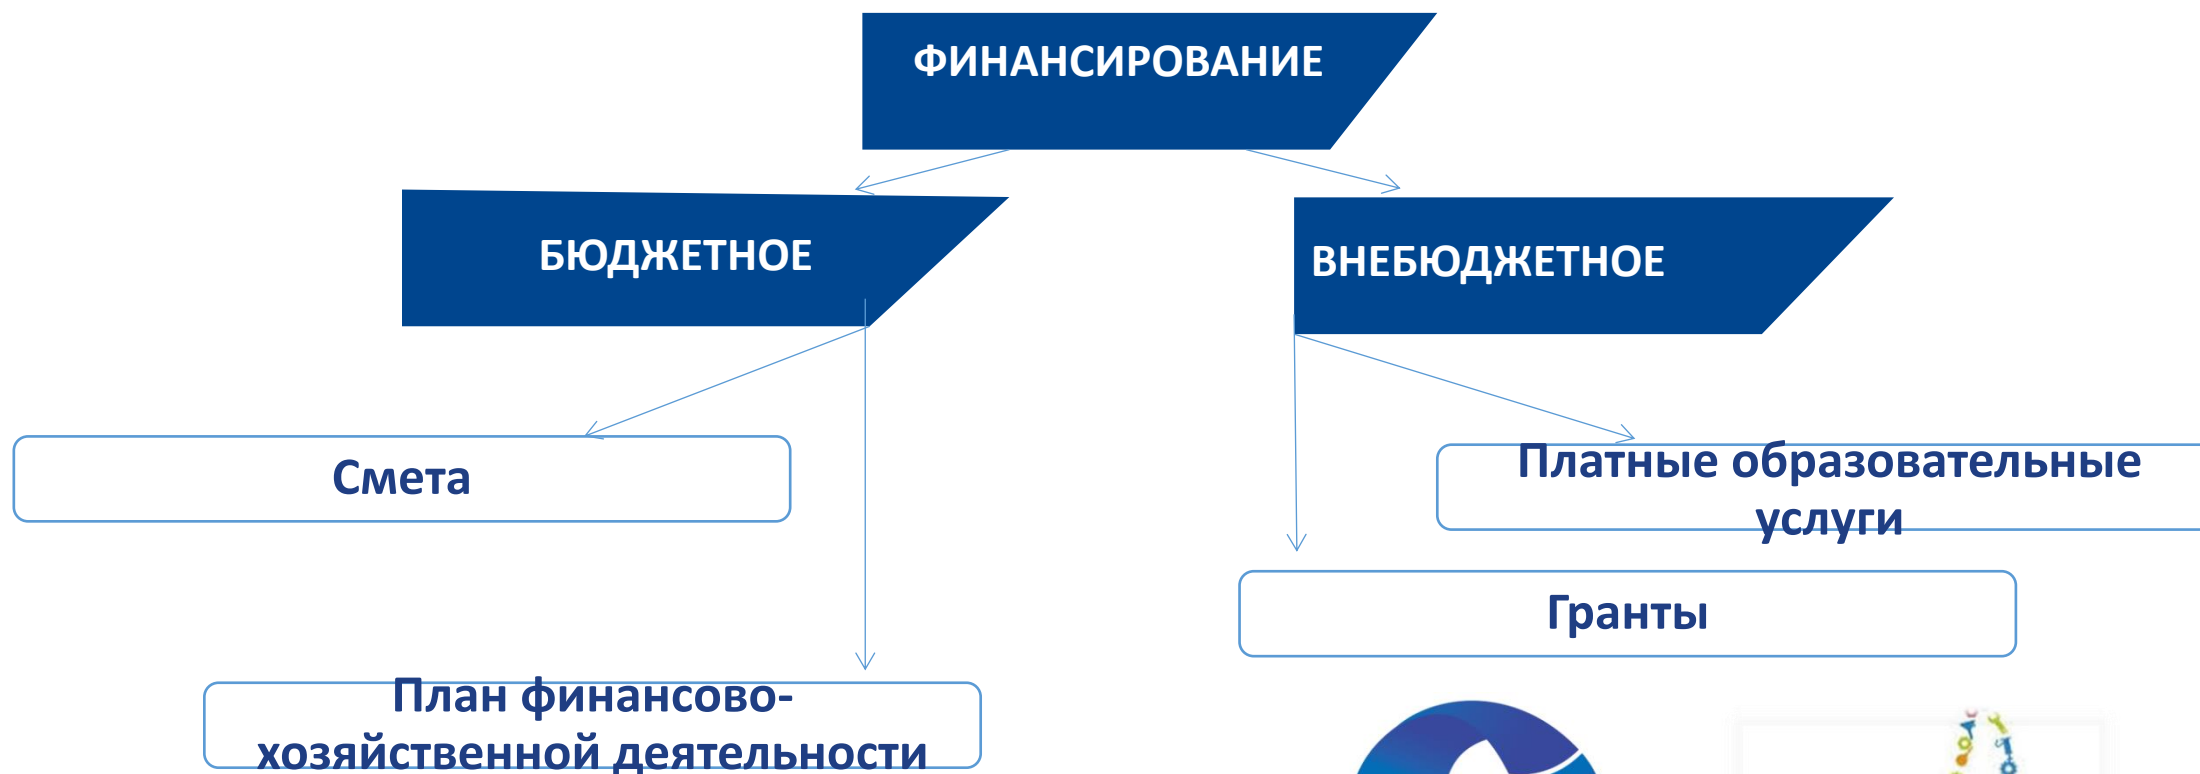 ФИНАНСИРОВАНИЕ
БЮДЖЕТНОЕ
ВНЕБЮДЖЕТНОЕ
Смета
Платные образовательные
услуги
Гранты
План финансово-
хозяйственной деятельности